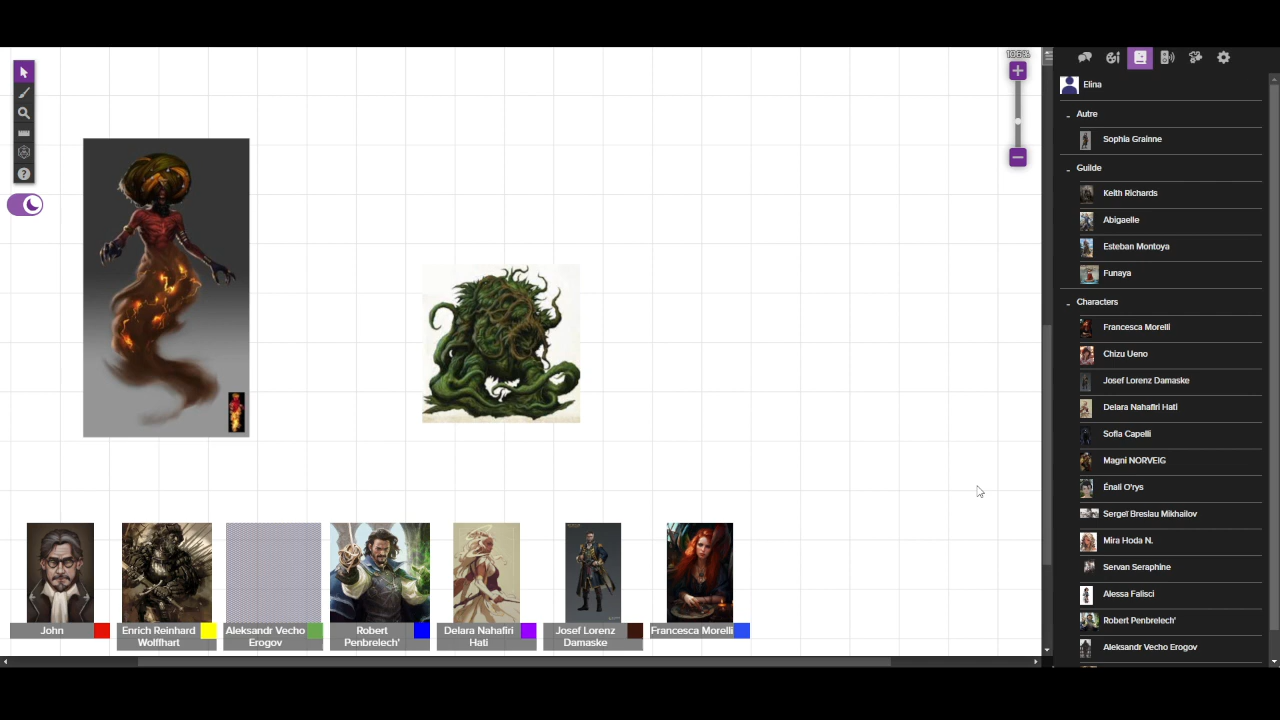 106%
Elina
Autre
Sophia Grainne
Guilde
Keith Richards
Abigaelle
Esteban Montoya
Funaya
Characters
Francesca Morelli
Chizu Ueno
Josef Lorenz Damaske
Delara Nahafiri Hati
Sofia Capelli
Magni NORVEIG
Énali O'rys
Sergeï Breslau Mikhailov
Mira Hoda N.
Servan Seraphine
Alessa Falisci
Robert Penbrelech'
Aleksandr Vecho Erogov
John
Enrich Reinhard
Wolffhart
Aleksandr Vecho
Erogov
Robert
Penbrelech'
Delara Nahafiri
Hati
Josef Lorenz
Damaske
Francesca Morelli